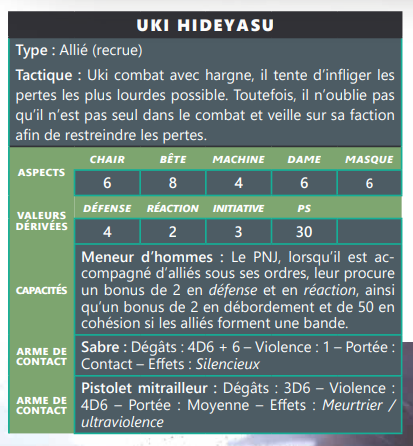 UKI HIDEYASU
Type : Allié (recrue)
Tactique : Uki combat avec hargne, il tente d'infliger les
pertes les plus lourdes possible. Toutefois, il n'oublie pas
qu'il n'est pas seul dans le combat et veille sur sa faction
afin de restreindre les pertes.
ASPECTS
CHAIR BÊTE MACHINE DAME MASQUE
6 8 4 6 6
VALEURS
DÉRIVÉES
DÉFENSE RÉACTION INITIATIVE PS
4 2 3 30
CAPACITÉS
Meneur d'hommes : Le PNJ, lorsqu'il est ac-
compagné d'alliés sous ses ordres, leur procure
un bonus de 2 en défense et en réaction, ainsi
qu'un bonus de 2 en débordement et de 50 en
cohésion si les alliés forment une bande.
ARME DE
CONTACT
Sabre : Dégâts : 4D6 + 6 – Violence : 1 – Portée :
Contact – Effets : Silencieux
ARME DE
CONTACT
Pistolet mitrailleur : Dégâts : 3D6 – Violence :
4D6 – Portée : Moyenne – Effets : Meurtrier /
ultraviolence